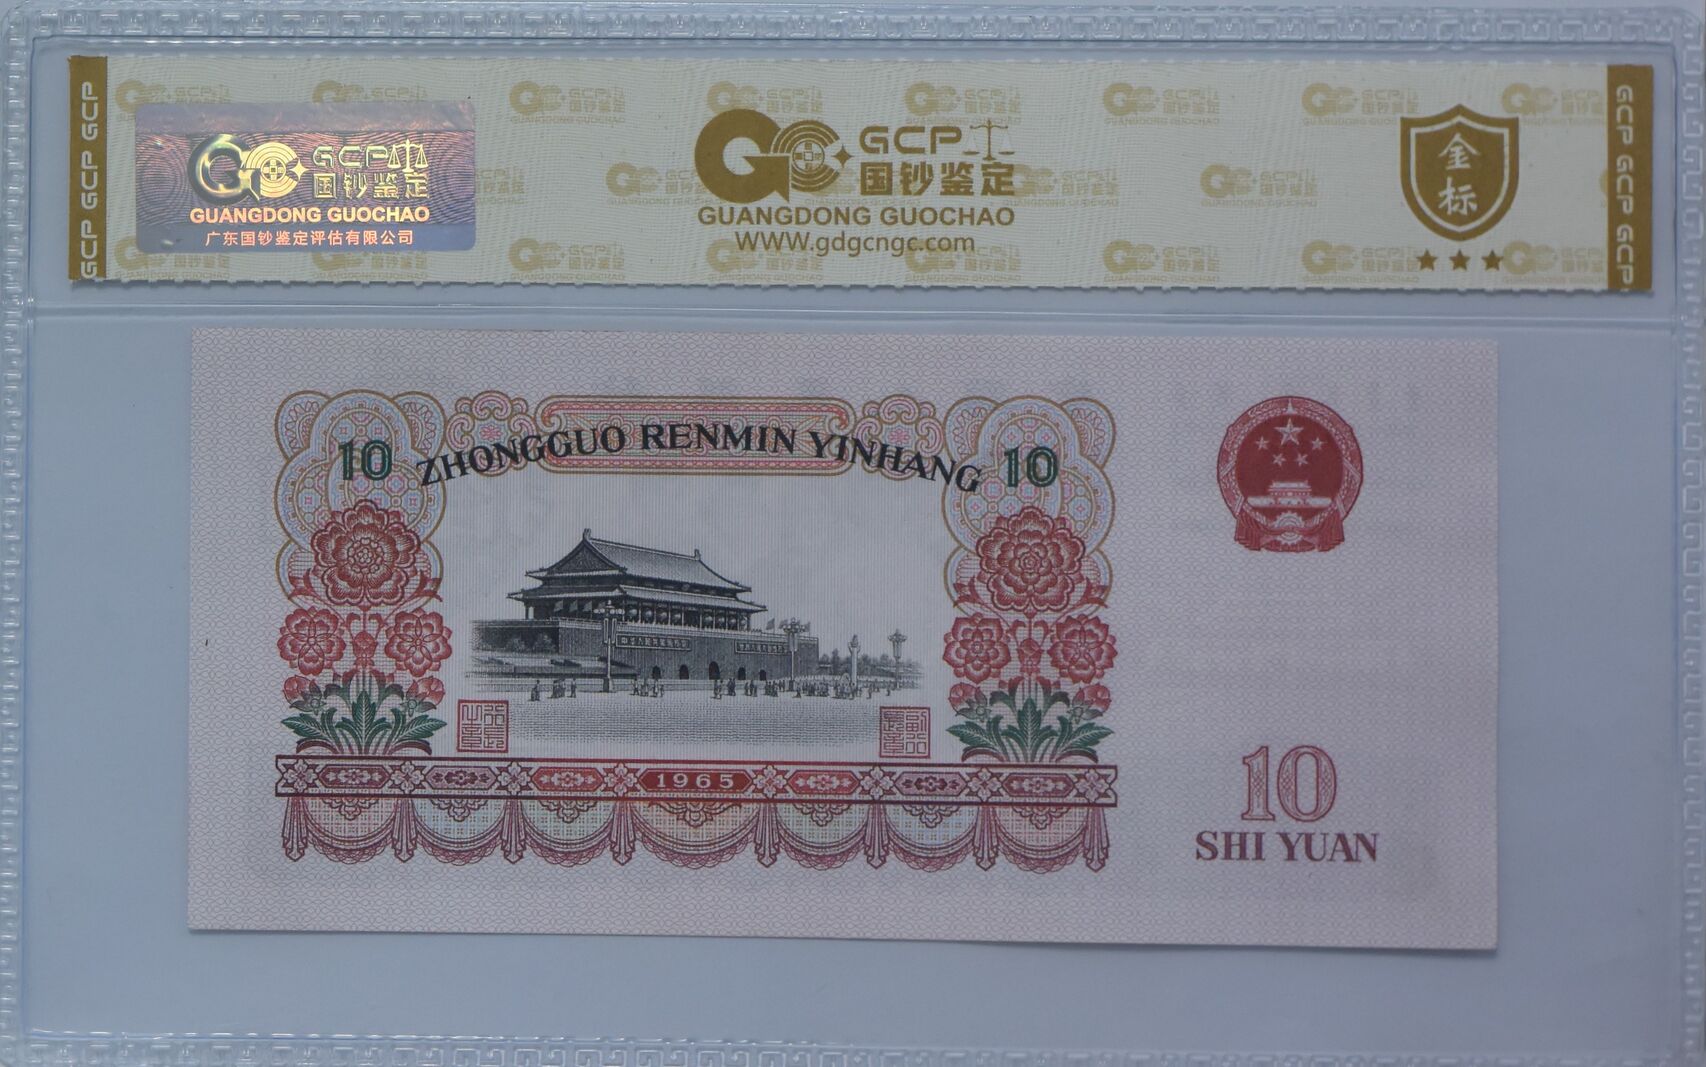 GCP GCP GCP
GCP
国钞鉴定
GUANGDONG GUOCHAO
广东国钞鉴定评估有限公司
GCP
国钞鉴定
GUANGDONG GUOCHAO
WWW.gdgcngc.com
金标
GCP GCP GCP
10 ZHONGGUO RENMIN YINHANG 10
1965
10
SHI YUAN